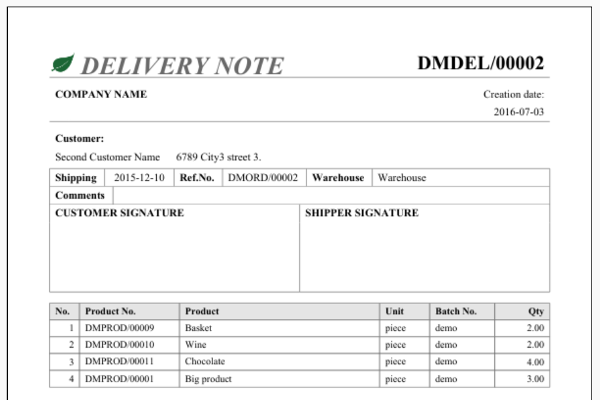 DELIVERY NOTE DMDEL/00002
COMPANY NAME Creation date:
2016-07-03
Customer:
Second Customer Name 6789 City3 street 3.
Shipping 2015-12-10 Ref.No. DMORD/00002 Warehouse Warehouse
Comments
CUSTOMER SIGNATURE SHIPPER SIGNATURE
No. Product No. Product Unit Batch No. Qty
1 DMPROD/00009 Basket piece demo 2.00
2 DMPROD/00010 Wine piece demo 2.00
3 DMPROD/00011 Chocolate piece demo 4.00
4 DMPROD/00001 Big product piece demo 3.00